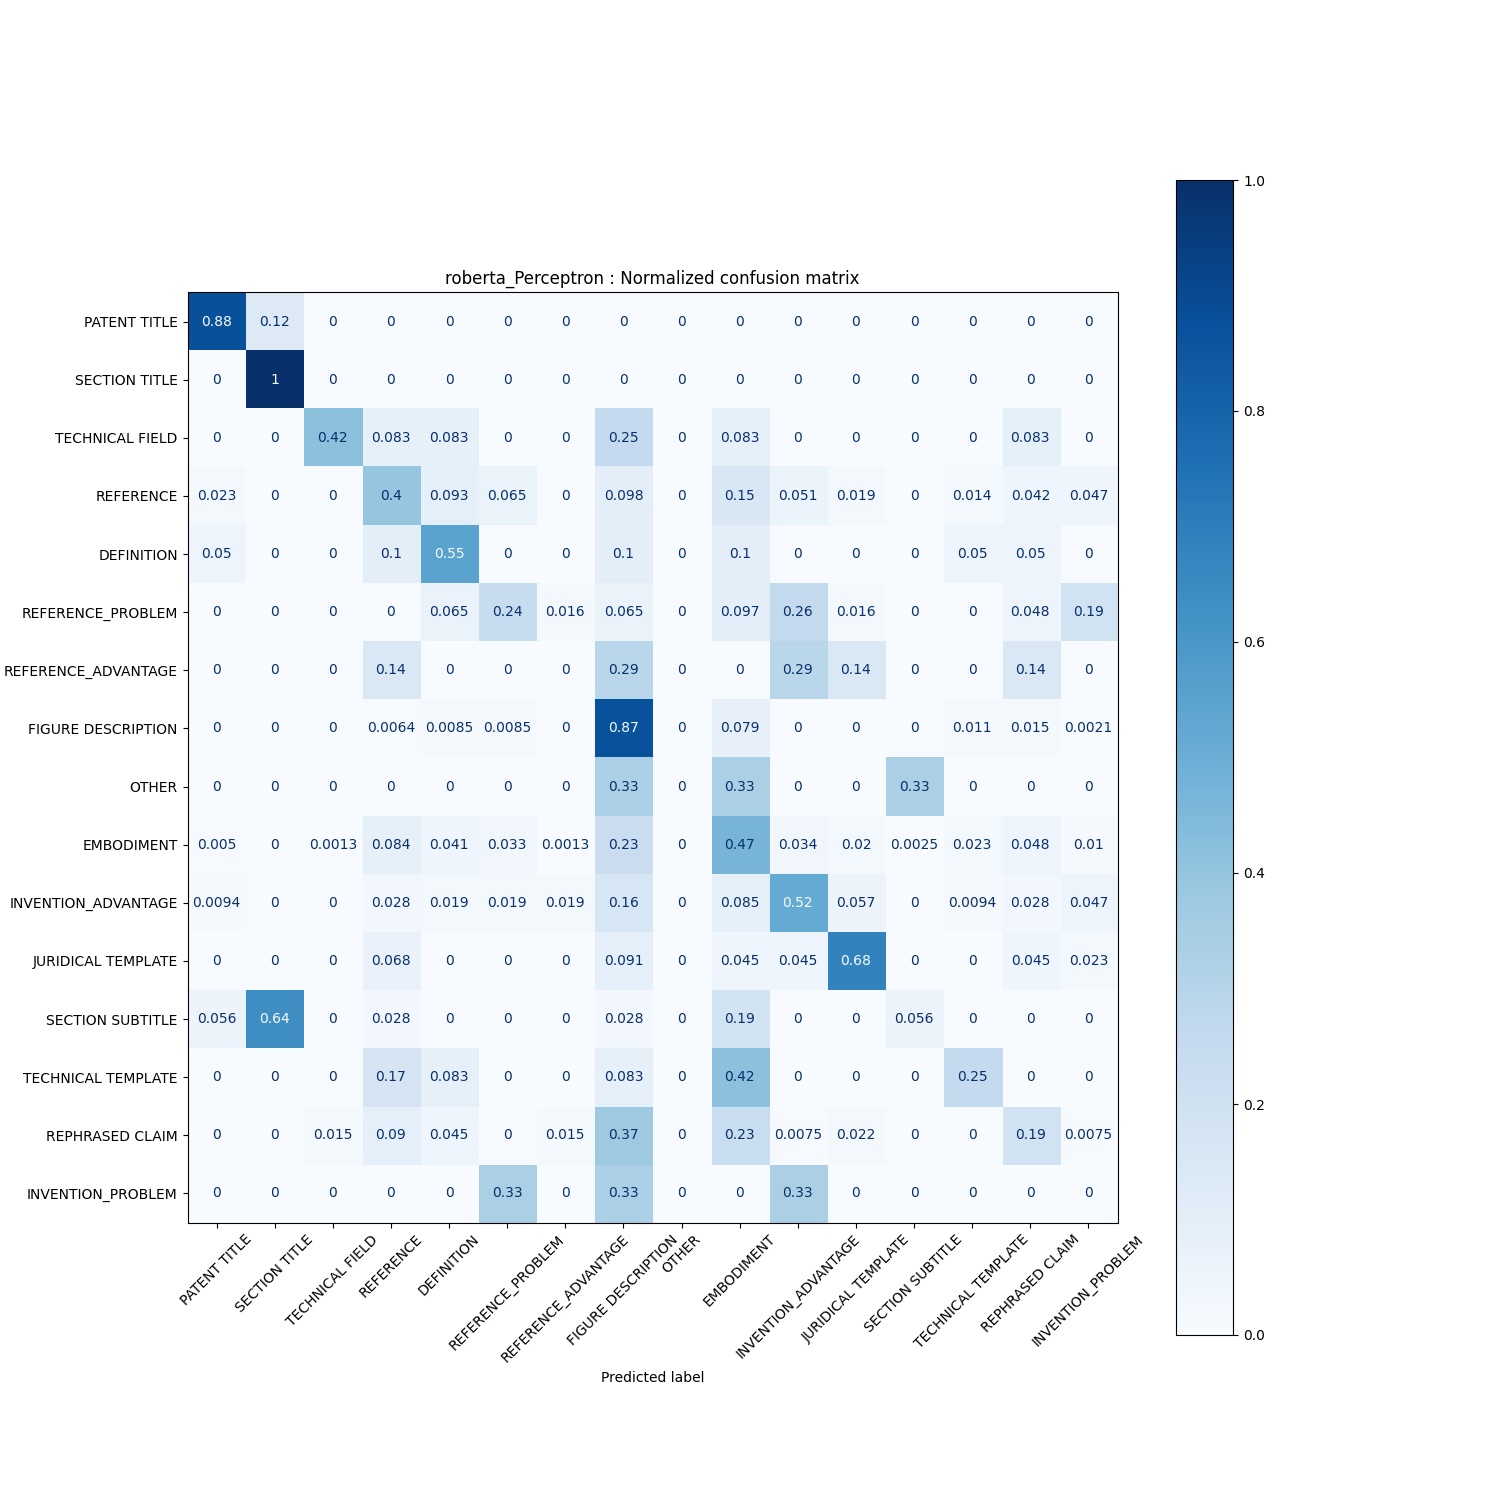 roberta_Perceptron : Normalized confusion matrix
PATENT TITLE 0.88 0.12 0 0 0 0 0 0 0 0 0 0 0 0 0 0
SECTION TITLE 0 1 0 0 0 0 0 0 0 0 0 0 0 0 0 0
TECHNICAL FIELD 0 0 0.42 0.083 0.083 0 0 0.25 0 0.083 0 0 0 0 0.083 0
REFERENCE 0.023 0 0 0.4 0.093 0.065 0 0.098 0 0.15 0.051 0.019 0 0.014 0.042 0.047
DEFINITION 0.05 0 0 0.1 0.55 0 0 0.1 0 0.1 0 0 0 0.05 0.05 0
REFERENCE_PROBLEM 0 0 0 0 0.065 0.24 0.016 0.065 0 0.097 0.26 0.016 0 0 0.048 0.19
REFERENCE_ADVANTAGE 0 0 0 0.14 0 0 0 0.29 0 0 0.29 0.14 0 0 0.14 0
FIGURE DESCRIPTION 0 0 0 0.0064 0.0085 0.0085 0 0.87 0 0.079 0 0 0 0.011 0.015 0.0021
OTHER 0 0 0 0 0 0 0 0.33 0 0.33 0 0 0.33 0 0 0
EMBODIMENT 0.005 0 0.0013 0.084 0.041 0.033 0.0013 0.23 0 0.47 0.034 0.02 0.0025 0.023 0.048 0.01
INVENTION_ADVANTAGE 0.0094 0 0 0.028 0.019 0.019 0.019 0.16 0 0.085 0.52 0.057 0 0.0094 0.028 0.047
JURIDICAL TEMPLATE 0 0 0 0.068 0 0 0 0.091 0 0.045 0.045 0.68 0 0 0.045 0.023
SECTION SUBTITLE 0.056 0.64 0 0.028 0 0 0 0.028 0 0.19 0 0 0.056 0 0 0
TECHNICAL TEMPLATE 0 0 0 0.17 0.083 0 0 0.083 0 0.42 0 0 0 0.25 0 0
REPHRASED CLAIM 0 0 0.015 0.09 0.045 0 0.015 0.37 0 0.23 0.0075 0.022 0 0 0.19 0.0075
INVENTION_PROBLEM 0 0 0 0 0 0.33 0 0.33 0 0 0.33 0 0 0 0 0
PATENT TITLE
SECTION TITLE
TECHNICAL FIELD
REFERENCE
DEFINITION
REFERENCE_PROBLEM
REFERENCE_ADVANTAGE
FIGURE DESCRIPTION
OTHER
EMBODIMENT
INVENTION_ADVANTAGE
JURIDICAL TEMPLATE
SECTION SUBTITLE
TECHNICAL TEMPLATE
REPHRASED CLAIM
INVENTION_PROBLEM
Predicted label
1.0
0.8
0.6
0.4
0.2
0.0